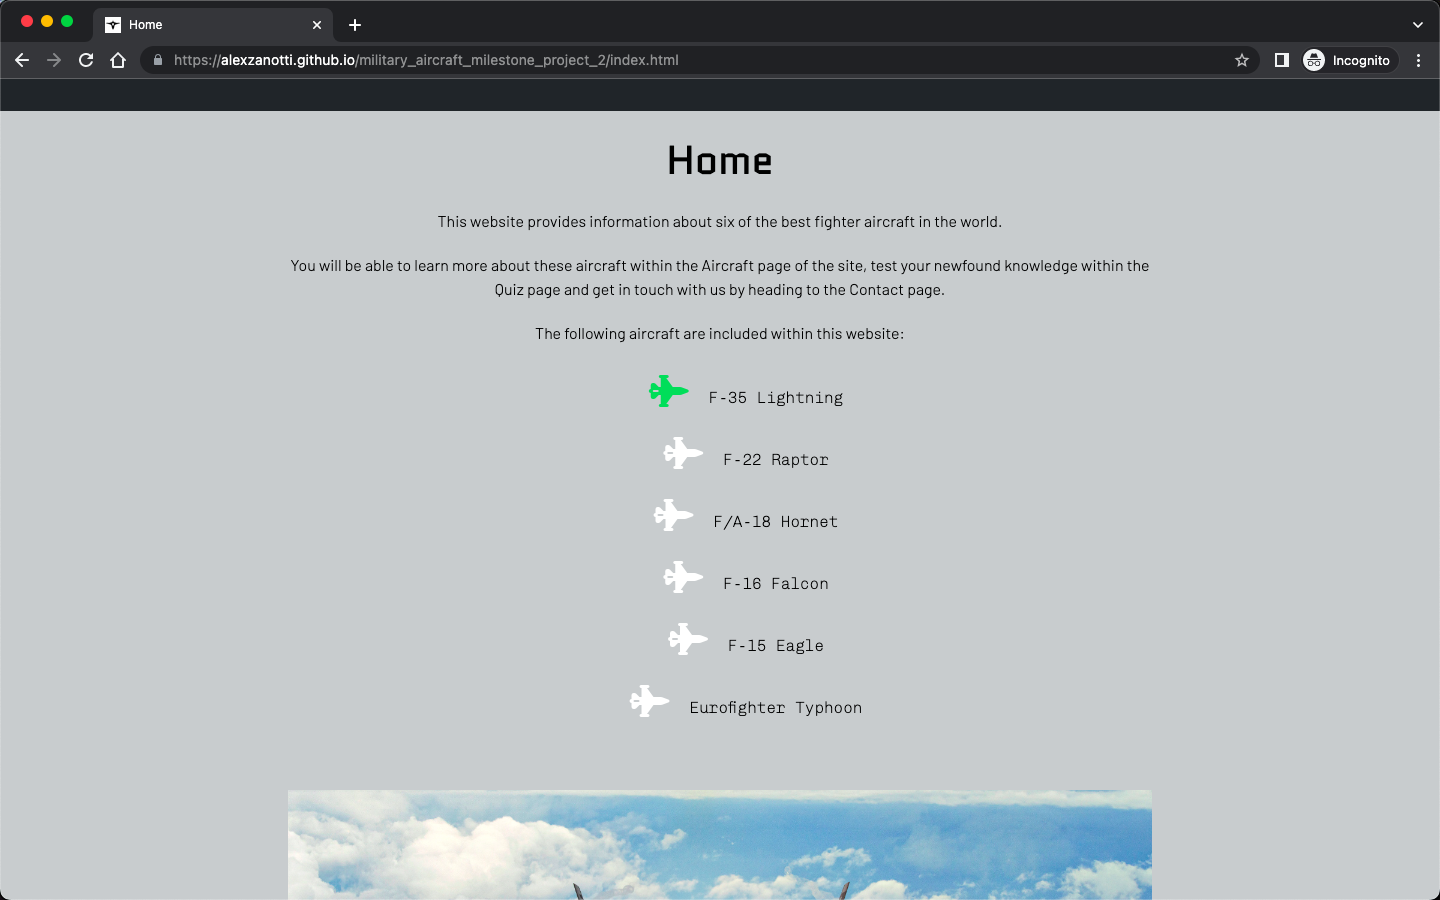 Home
https://alexzanotti.github.io/military_aircraft_milestone_project_2/index.html
Incognito
Home
This website provides information about six of the best fighter aircraft in the world.
You will be able to learn more about these aircraft within the Aircraft page of the site, test your newfound knowledge within the
Quiz page and get in touch with us by heading to the Contact page.
The following aircraft are included within this website:
F-35 Lightning
F-22 Raptor
F/A-18 Hornet
F-16 Falcon
F-15 Eagle
Eurofighter Typhoon